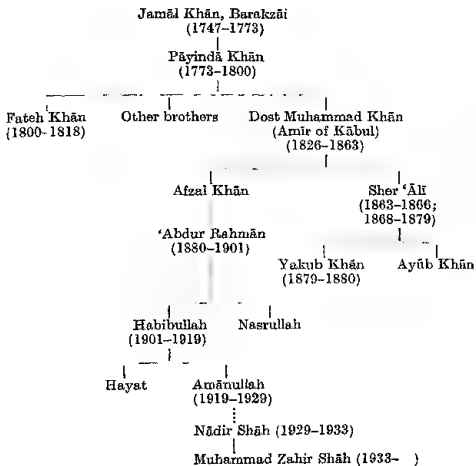 Jamāl Khān, Barakzāi
(1747–1773)
Pāyindā Khān
(1773–1800)
Fateh Khān Other brothers Dost Muhammad Khān
(1800–1818) (Amīr of Kābul)
(1826–1863)
Afzal Khān Sher ‘Ālī
(1863–1866;
1868–1879)
‘Abdur Rahmān
(1880–1901)
Yakub Khān Ayūb Khān
(1879–1880)
Habibullah Nasrullah
(1901–1919)
Hayat Amānullah
(1919–1929)
Nādir Shāh (1929–1933)
Muhammad Zahir Shāh (1933– )